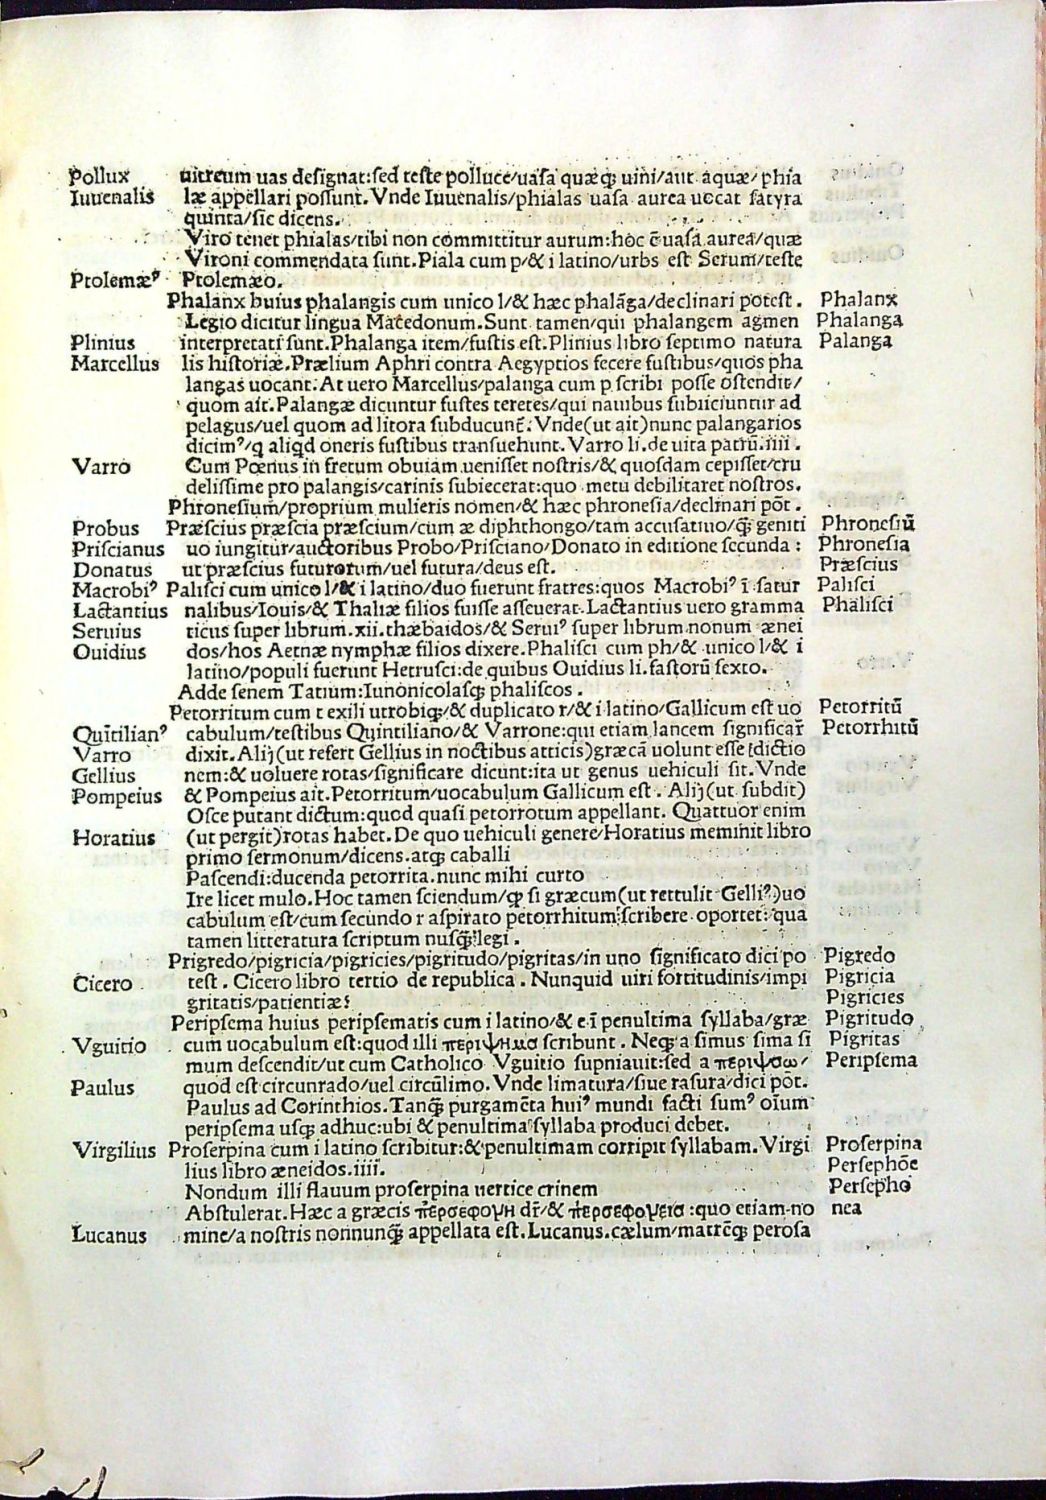 Pollux uitreum uas designat:sed teste polluce/uasa quæq; uini/aut aquæ/phia
Iuuenalis læ appellari possunt.Vnde Iuuenalis/phialas uasa aurea uocat satyra
quinta/sic dicens.
Viro tenet phialas/tibi non committitur aurum:hoc ē uasa aurea/quæ
Vironi commendata sunt.Piala cum p/& i latino/urbs est Serum/teste
Ptolemæꝰ Ptolemæo.
Phalanx huius phalangis cum unico l/& hæc phalāga/declinari potest. Phalanx
Legio dicitur lingua Macedonum.Sunt tamen/qui phalangem agmen Phalanga
Plinius interpretati sunt.Phalanga item/fustis est.Plinius libro septimo natura Palanga
Marcellus lis historiæ.Prælium Aphri contra Aegyptios fecere fustibus/quos pha
langas uocant.At uero Marcellus/palanga cum p scribi posse ostendit/
quom ait.Palangæ dicuntur fustes teretes/qui nauibus subiiciuntur ad
pelagus/uel quom ad litora subducunt̄.Vnde(ut ait)nunc palangarios
dicimꝰ/q aliqd oneris fustibus transuehunt.Varro li.de uita patrū.iiii.
Varro Cum Pœnus in fretum obuiam uenisset nostris/& quosdam cepisset/cru
delissime pro palangis/carinis subiecerat:quo metu debilitaret nostros.
Phronesium/proprium mulieris nomen/& hæc phronesia/declinari pōt.
Probus Præscius præscia præscium/cum æ diphthongo/tam accusatiuo/q̄ geniti Phronesiū
Priscianus uo iungitur/auctoribus Probo/Prisciano/Donato in editione secunda: Phronesia
Donatus ut præscius futurorum/uel futura/deus est. Præscius
Macrobiꝰ Palisci cum unico l/& i latino/duo fuerunt fratres:quos Macrobiꝰ ī satur Palisci
Lactantius nalibus/Iouis/& Thaliæ filios fuisse asseuerat.Lactantius uero gramma Phalisci
Seruius ticus super librum.xii.thæbaidos/& Seruiꝰ super librum nonum ænei
Ouidius dos/hos Aetnæ nymphæ filios dixere.Phalisci cum ph/& unico l/& i
latino/populi fuerunt Hetrusci:de quibus Ouidius li.fastorū sexto.
Adde senem Tatium:Iunonicolasq; phaliscos.
Petorritum cum t exili utrobiq;/& duplicato r/& i latino/Gallicum est uo Petorritū
Quītilianꝰ cabulum/testibus Quintiliano/& Varrone:qui etiam lancem significar̄ Petorrhitū
Varro dixit.Alij(ut refert Gellius in noctibus atticis)græcā uolunt esse dictio
Gellius nem:& uoluere rotas/significare dicunt:ita ut genus uehiculi sit.Vnde
Pompeius & Pompeius ait.Petorritum/uocabulum Gallicum est.Alij(ut subdit)
Osce putant dictum:quod quasi petorrotum appellant.Quattuor enim
Horatius (ut pergit)rotas habet.De quo uehiculi genere/Horatius meminit libro
primo sermonum/dicens.atq; caballi
Pascendi:ducenda petorrita.nunc mihi curto
Ire licet mulo.Hoc tamen sciendum/q̄ si græcum(ut rettulit Gelliꝰ)uo
cabulum est/cum secundo r aspirato petorrhitum scribere oportet:qua
tamen litteratura scriptum nusq̄ legi.
Prigredo/pigricia/pigricies/pigritudo/pigritas/in uno significato dici po Pigredo
Cicero test.Cicero libro tertio de republica.Nunquid uiri fortitudinis/impi Pigricia
gritatis/patientiæ? Pigricies
Peripsema huius peripsematis cum i latino/& e ī penultima syllaba/græ Pigritudo
Vguitio cum uocabulum est:quod illi περιψημα scribunt.Neq; a simus sima si Pigritas
mum descendit/ut cum Catholico Vguitio supniauit:sed a περιψσω/ Peripsema
Paulus quod est circunrado/uel circūlimo.Vnde limatura/siue rasura/dici pōt.
Paulus ad Corinthios.Tanq̄ purgamēta huiꝰ mundi facti sumꝰ oīum
peripsema usq; adhuc:ubi & penultima syllaba produci debet.
Virgilius Proserpina cum i latino scribitur:& penultimam corripit syllabam.Virgi Proserpina
lius libro æneidos.iiii. Persephōe
Nondum illi flauum proserpina uertice crinem Persepho
Abstulerat.Hæc a græcis περσεφονη dr̄/& περσεφονεια:quo etiam no nea
Lucanus mine/a nostris nonnunq̄ appellata est.Lucanus.cælum/matrēq; perosa